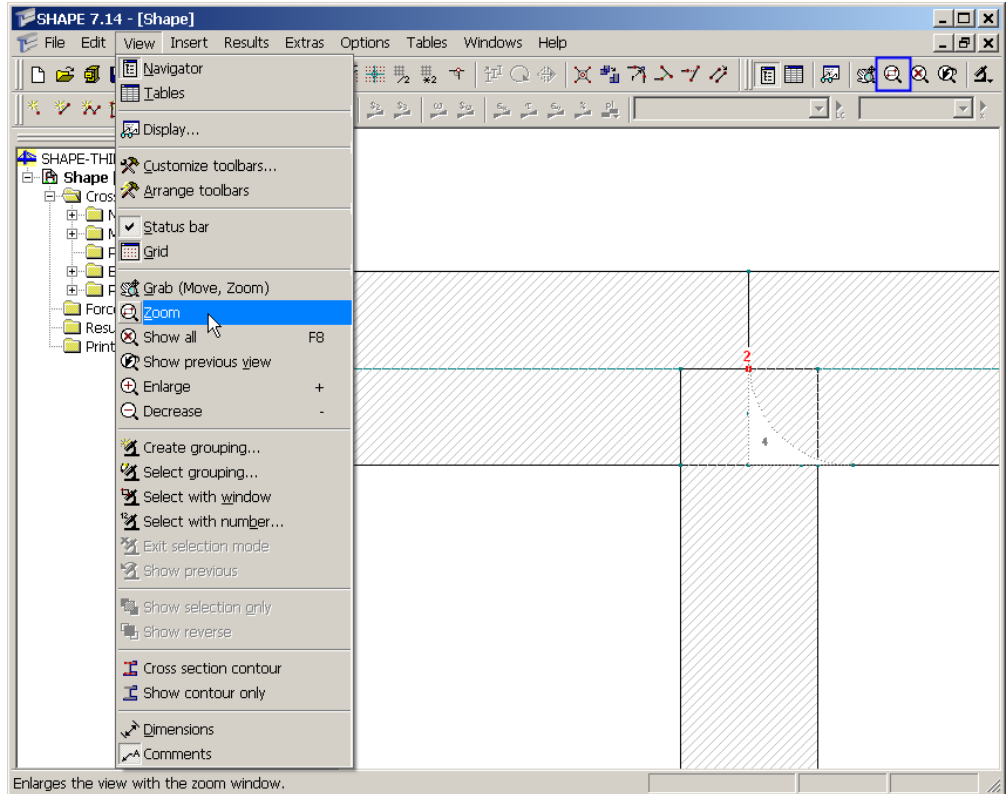 SHAPE 7.14 - [Shape]
File Edit View Insert Results Extras Options Tables Windows Help
Navigator
Tables
Display...
Customize toolbars...
Arrange toolbars
Status bar
Grid
Grab (Move, Zoom)
Zoom
Show all F8
Show previous view
Enlarge +
Decrease -
Create grouping...
Select grouping...
Select with window
Select with number...
Exit selection mode
Show previous
Show selection only
Show reverse
Cross section contour
Show contour only
Dimensions
Comments
SHAPE-THI
Shape [
Cros
Forc
Resu
Print
2
4
Enlarges the view with the zoom window.